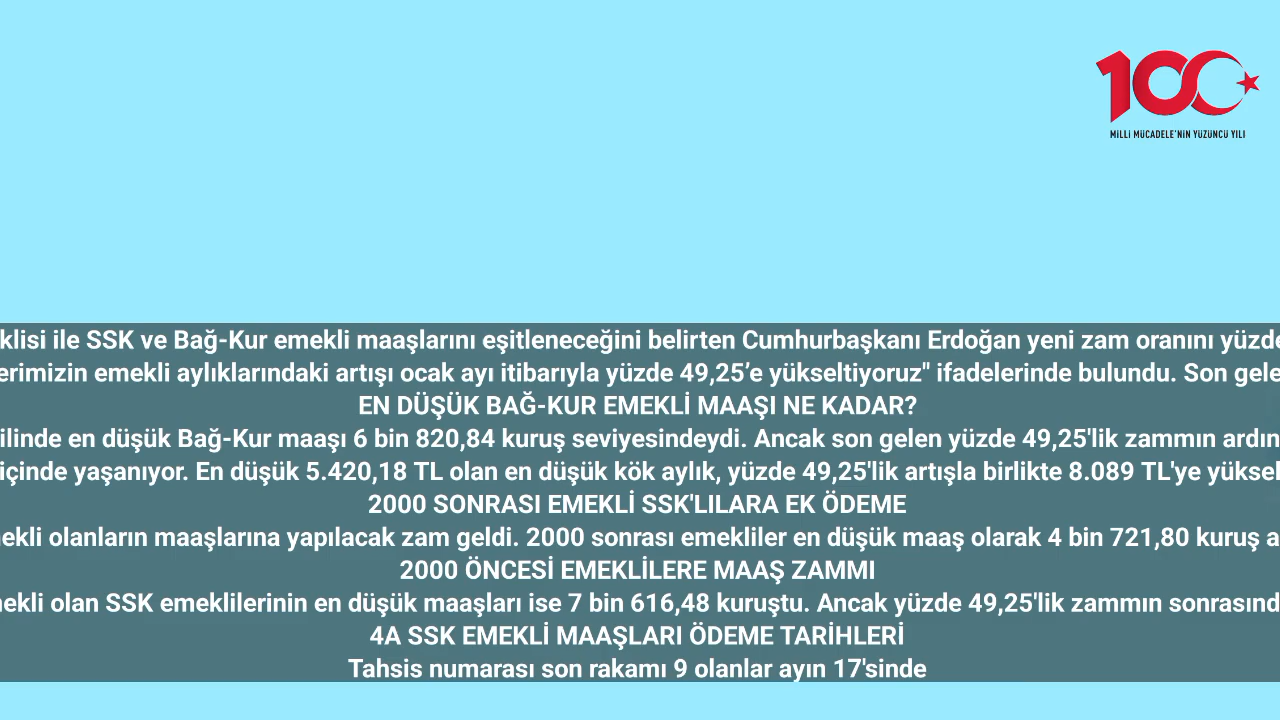 100
MİLLİ MÜCADELE'NİN YÜZÜNCÜ YILI
klisi ile SSK ve Bağ-Kur emekli maaşlarını eşitleneceğini belirten Cumhurbaşkanı Erdoğan yeni zam oranını yüzde
erimizin emekli aylıklarındaki artışı ocak ayı itibarıyla yüzde 49,25’e yükseltiyoruz" ifadelerinde bulundu. Son gele
EN DÜŞÜK BAĞ-KUR EMEKLİ MAAŞI NE KADAR?
ilinde en düşük Bağ-Kur maaşı 6 bin 820,84 kuruş seviyesindeydi. Ancak son gelen yüzde 49,25'lik zammın ardın
içinde yaşanıyor. En düşük 5.420,18 TL olan en düşük kök aylık, yüzde 49,25'lik artışla birlikte 8.089 TL'ye yüksel
2000 SONRASI EMEKLİ SSK'LILARA EK ÖDEME
ekli olanların maaşlarına yapılacak zam geldi. 2000 sonrası emekliler en düşük maaş olarak 4 bin 721,80 kuruş a
2000 ÖNCESİ EMEKLİLERE MAAŞ ZAMMI
ekli olan SSK emeklilerinin en düşük maaşları ise 7 bin 616,48 kuruştu. Ancak yüzde 49,25'lik zammın sonrasınd
4A SSK EMEKLİ MAAŞLARI ÖDEME TARİHLERİ
Tahsis numarası son rakamı 9 olanlar ayın 17'sinde